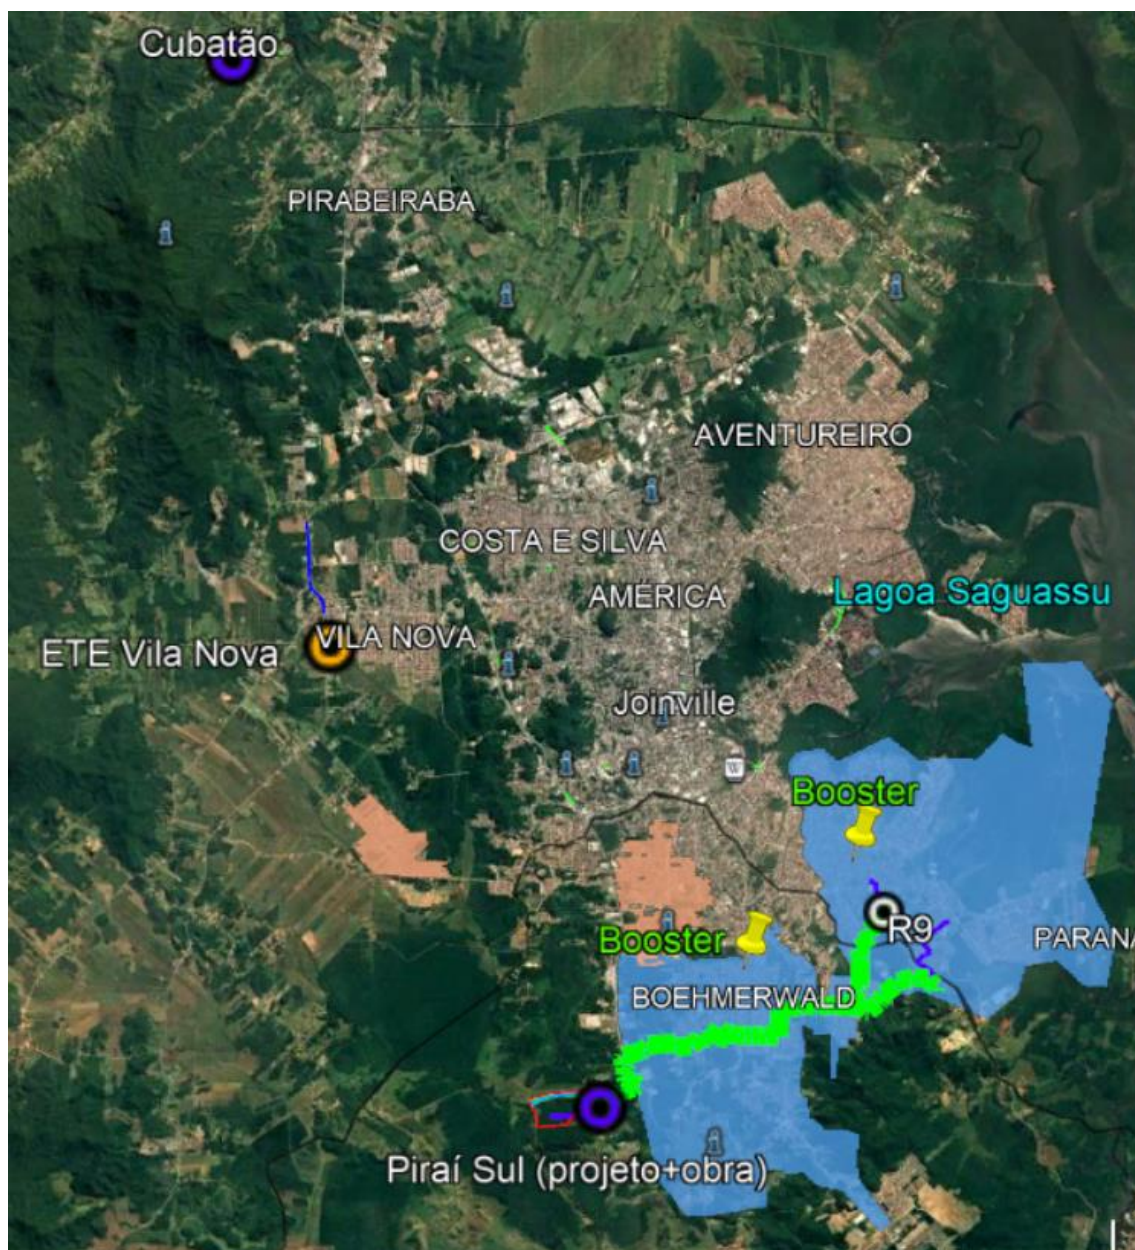 Cubatão
PIRABEIRABA
AVENTUREIRO
COSTA E SILVA
AMÉRICA
Lagoa Saguassu
VILA NOVA
ETE Vila Nova
Joinville
W
Booster
R9
Booster
PARANA
BOEHMERWALD
Piraí Sul (projeto+obra)